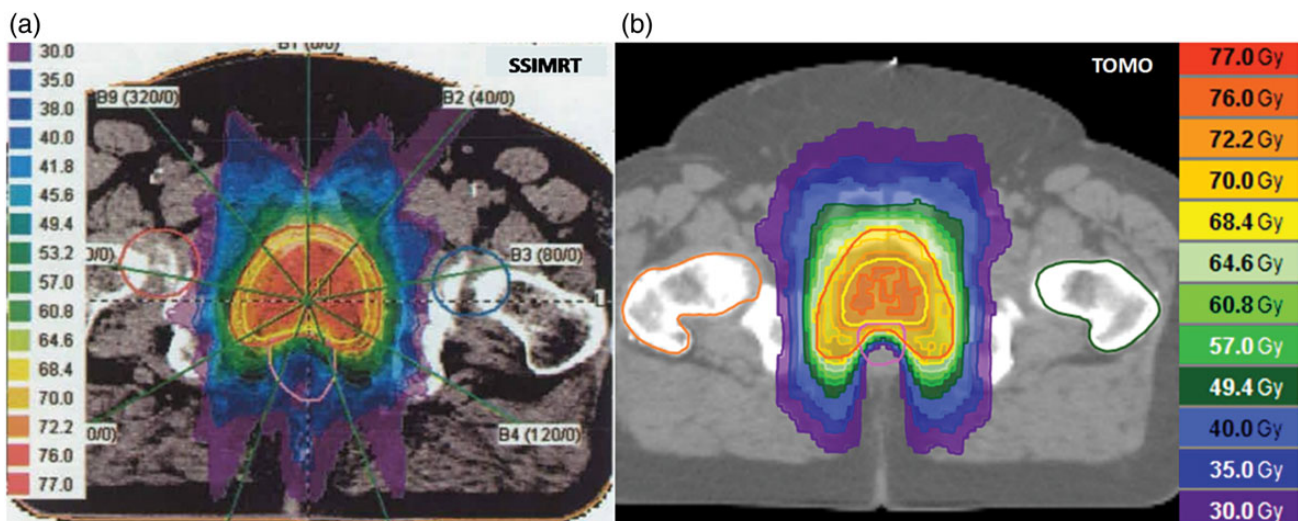 (a)
(b)
SSIMRT
TOMO
B9 (320/0)
B2 (40/0)
B3 (80/0)
B4 (120/0)
30.0
35.0
38.0
40.0
41.8
45.6
49.4
53.2
57.0
60.8
64.6
68.4
70.0
72.2
76.0
77.0
77.0 Gy
76.0 Gy
72.2 Gy
70.0 Gy
68.4 Gy
64.6 Gy
60.8 Gy
57.0 Gy
49.4 Gy
40.0 Gy
35.0 Gy
30.0 Gy